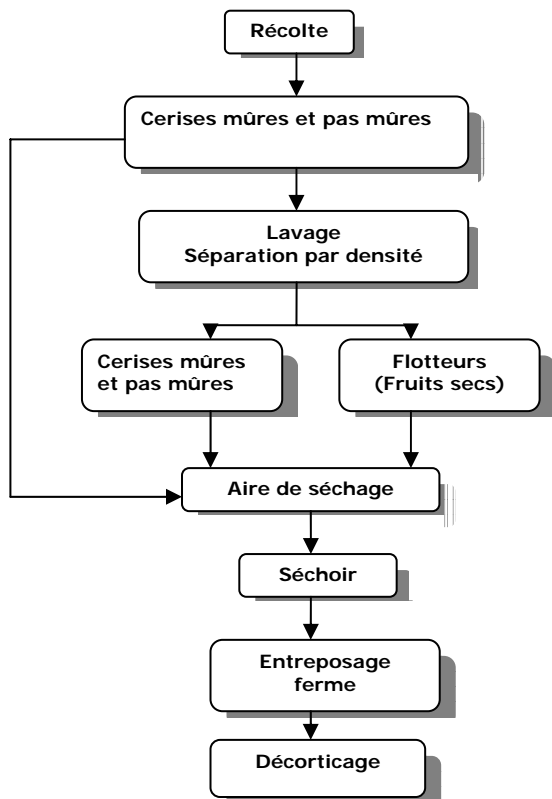 Récolte
Cerises mûres et pas mûres
Lavage
Séparation par densité
Cerises mûres
et pas mûres
Flotteurs
(Fruits secs)
Aire de séchage
Séchoir
Entreposage
ferme
Décorticage